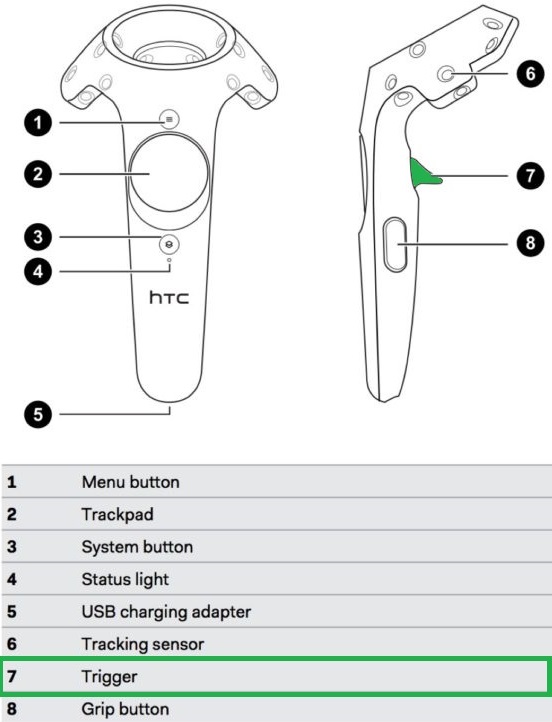 1
2
3
4
5
6
7
8
hTC
1 Menu button
2 Trackpad
3 System button
4 Status light
5 USB charging adapter
6 Tracking sensor
7 Trigger
8 Grip button